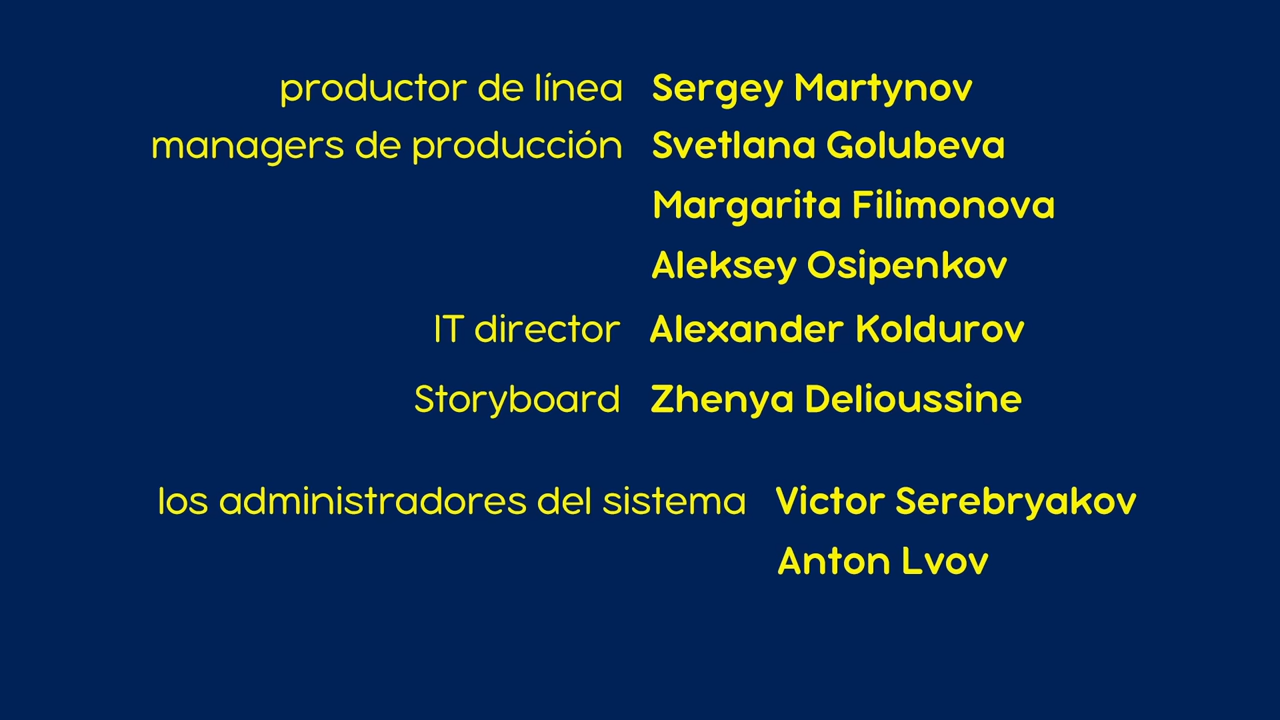 productor de línea Sergey Martynov
managers de producción Svetlana Golubeva
Margarita Filimonova
Aleksey Osipenkov
IT director Alexander Koldurov
Storyboard Zhenya Delioussine
los administradores del sistema Victor Serebryakov
Anton Lvov